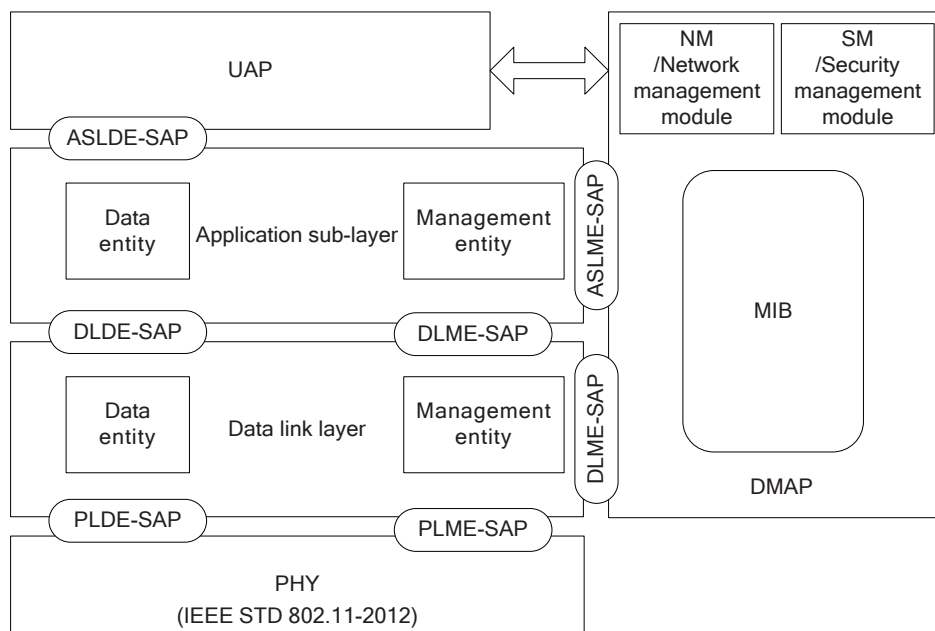 UAP
NM
/Network
management
module
SM
/Security
management
module
ASLDE-SAP
Data
entity
Application sub-layer
Management
entity
ASLME-SAP
MIB
DLDE-SAP
DLME-SAP
Data
entity
Data link layer
Management
entity
DLME-SAP
DMAP
PLDE-SAP
PLME-SAP
PHY
(IEEE STD 802.11-2012)